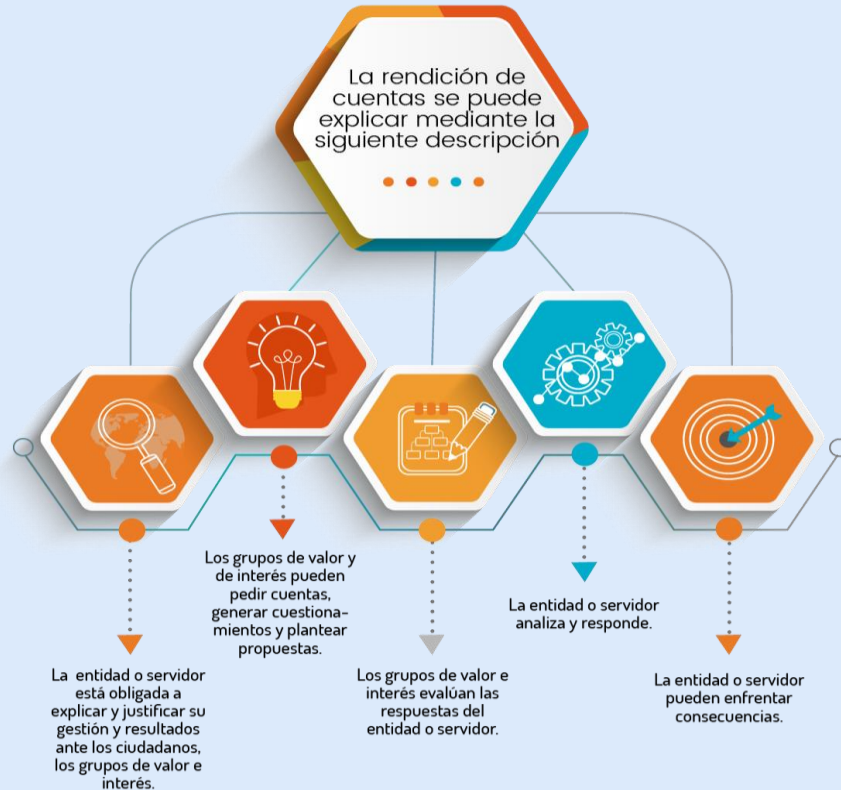 La rendición de
cuentas se puede
explicar mediante la
siguiente descripción
La entidad o servidor
está obligada a
explicar y justificar su
gestión y resultados
ante los ciudadanos,
los grupos de valor e
interés.
Los grupos de valor y
de interés pueden
pedir cuentas,
generar cuestiona-
mientos y plantear
propuestas.
Los grupos de valor e
interés evalúan las
respuestas del
entidad o servidor.
La entidad o servidor
analiza y responde.
La entidad o servidor
pueden enfrentar
consecuencias.